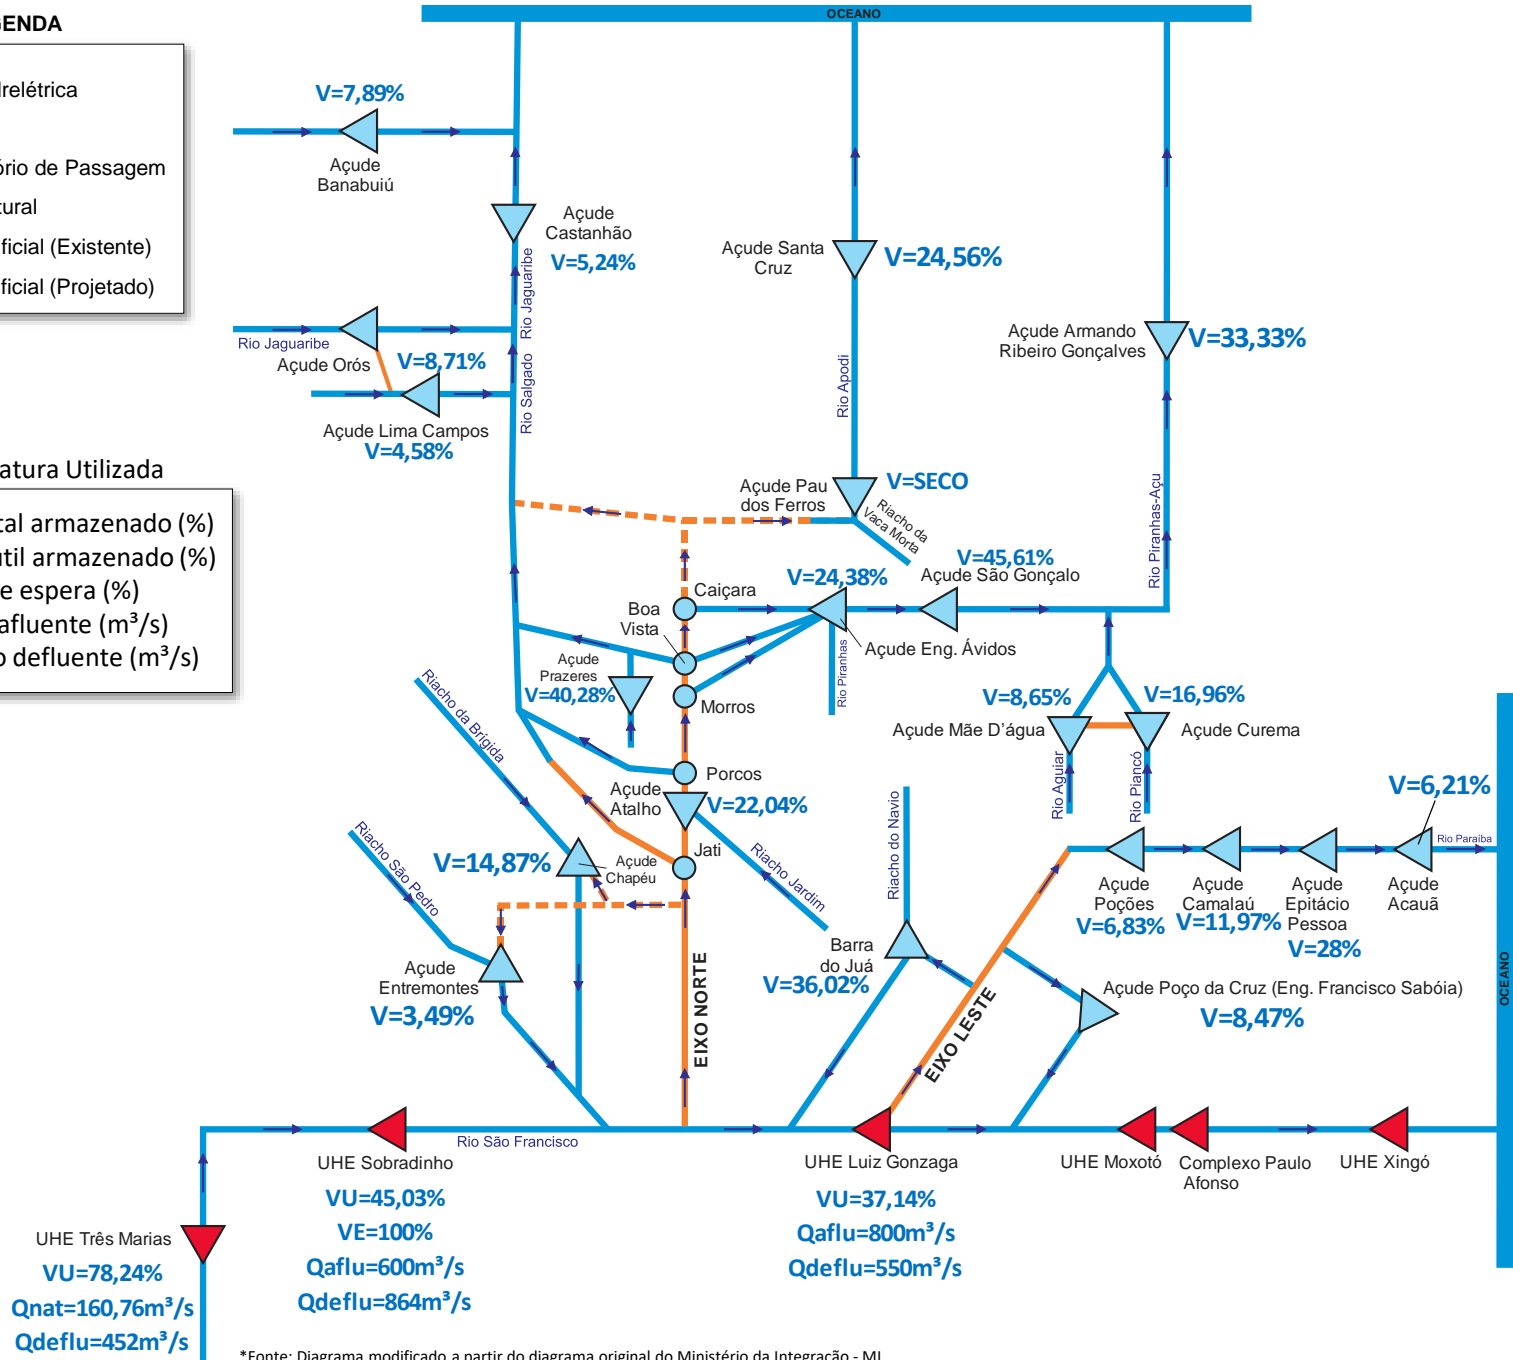 OCEANO
GENDA
drelétrica
ório de Passagem
tural
ificial (Existente)
ificial (Projetado)
V=7,89%
Açude
Banabuiú
Açude
Castanhão
V=5,24%
Rio Jaguaribe
Açude Santa
Cruz
V=24,56%
Açude Armando
Ribeiro Gonçalves
V=33,33%
Rio Jaguaribe
Açude Orós
V=8,71%
Rio Salgado
Rio Apodi
Açude Lima Campos
V=4,58%
atura Utilizada
tal armazenado (%)
útil armazenado (%)
e espera (%)
afluente (m³/s)
o defluente (m³/s)
Açude Pau
dos Ferros
V=SECO
Riacho da
Vaca Morta
Rio Piranhas-Açu
V=45,61%
Açude São Gonçalo
V=24,38%
Caiçara
Boa
Vista
Açude Eng. Ávidos
Rio Piranhas
Açude
Prazeres
V=40,28%
Morros
Riacho da Brigida
V=8,65%
V=16,96%
Açude Mãe D'água
Açude Curema
Rio Aguiar
Rio Piancó
Porcos
Açude
Atalho
V=22,04%
V=6,21%
Riacho do Navio
Rio Paraiba
Jati
V=14,87%
Açude
Chapéu
Riacho São Pedro
Riacho Jardim
Açude
Poções
V=6,83%
Açude
Camalaú
V=11,97%
Açude
Epitácio
Pessoa
V=28%
Açude
Acauã
Barra
do Juá
V=36,02%
Açude
Entremontes
V=3,49%
EIXO NORTE
EIXO LESTE
Açude Poço da Cruz (Eng. Francisco Sabóia)
V=8,47%
OCEANO
Rio São Francisco
UHE Sobradinho
VU=45,03%
VE=100%
Qaflu=600m³/s
Qdeflu=864m³/s
UHE Luiz Gonzaga
VU=37,14%
Qaflu=800m³/s
Qdeflu=550m³/s
UHE Moxotó
Complexo Paulo
Afonso
UHE Xingó
UHE Três Marias
VU=78,24%
Qnat=160,76m³/s
Qdeflu=452m³/s
*Fonte: Diagrama modificado a partir do diagrama original do Ministério da Integração - MI